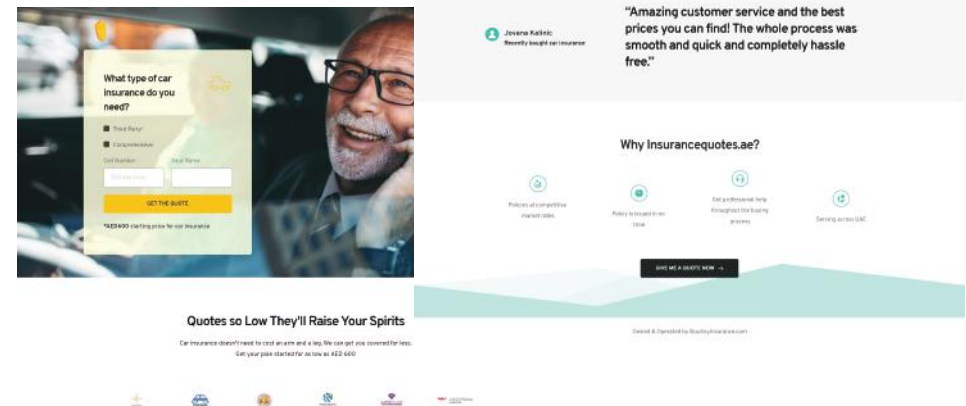 What type of car
insurance do you
need?
Third Party*
Comprehensive
Cell Number
Your Name
GET THE QUOTE
*AED600 starting price for car insurance
Quotes so Low They'll Raise Your Spirits
Car insurance doesn't need to cost an arm and a leg. We can get you covered for less.
Get your plan started for as low as AED 600
Jovana Kalinic
Recently bought car insurance
"Amazing customer service and the best
prices you can find! The whole process was
smooth and quick and completely hassle
free."
Why Insurancequotes.ae?
Policies at competitive
market rates
Policy is issued in no
time
Get professional help
throughout the buying
process
Serving across UAE
GIVE ME A QUOTE NOW →
Owned & Operated by